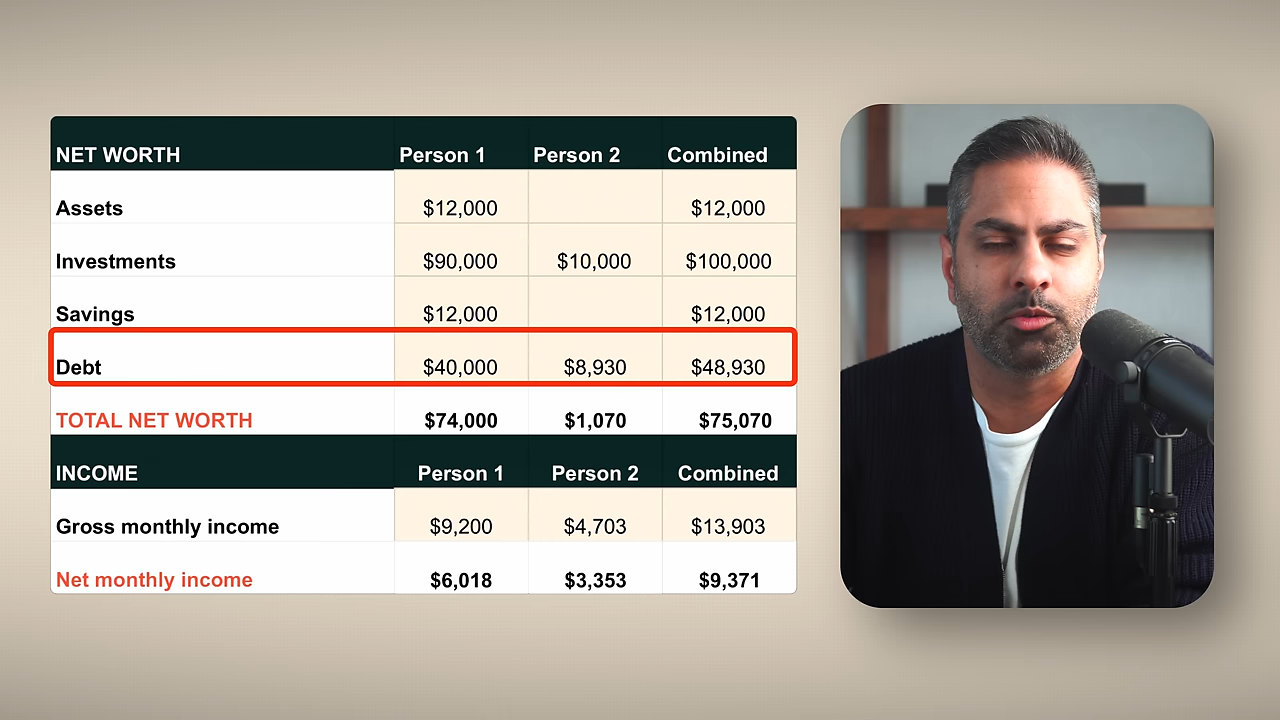 NET WORTH Person 1 Person 2 Combined
Assets $12,000 $12,000
Investments $90,000 $10,000 $100,000
Savings $12,000 $12,000
Debt $40,000 $8,930 $48,930
TOTAL NET WORTH $74,000 $1,070 $75,070
INCOME Person 1 Person 2 Combined
Gross monthly income $9,200 $4,703 $13,903
Net monthly income $6,018 $3,353 $9,371